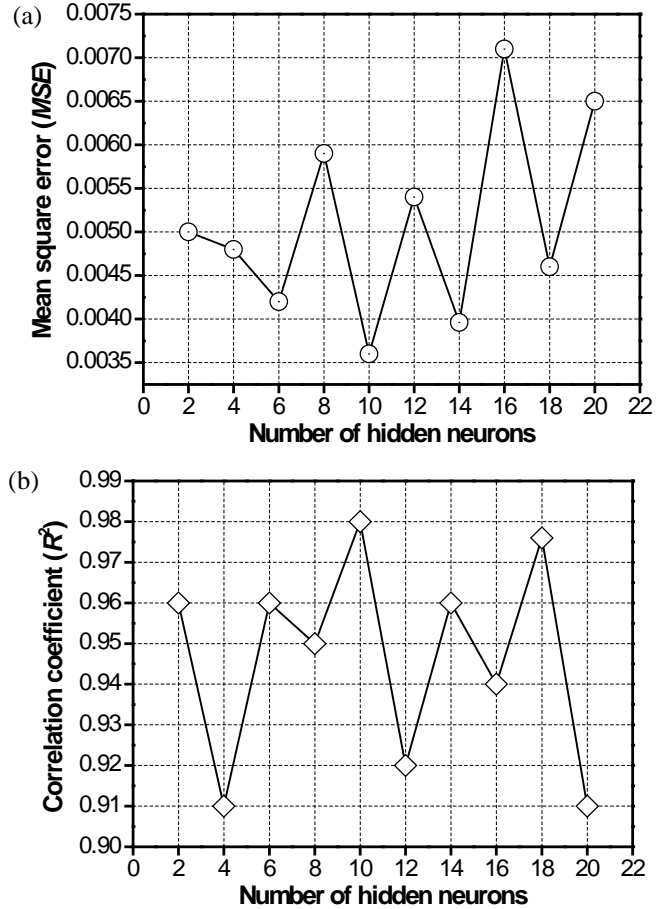 (a)
0.0075
0.0070
0.0065
0.0060
0.0055
0.0050
0.0045
0.0040
0.0035
Mean square error (MSE)
0 2 4 6 8 10 12 14 16 18 20 22
Number of hidden neurons
(b)
0.99
0.98
0.97
0.96
0.95
0.94
0.93
0.92
0.91
0.90
Correlation coefficient (R²)
0 2 4 6 8 10 12 14 16 18 20 22
Number of hidden neurons